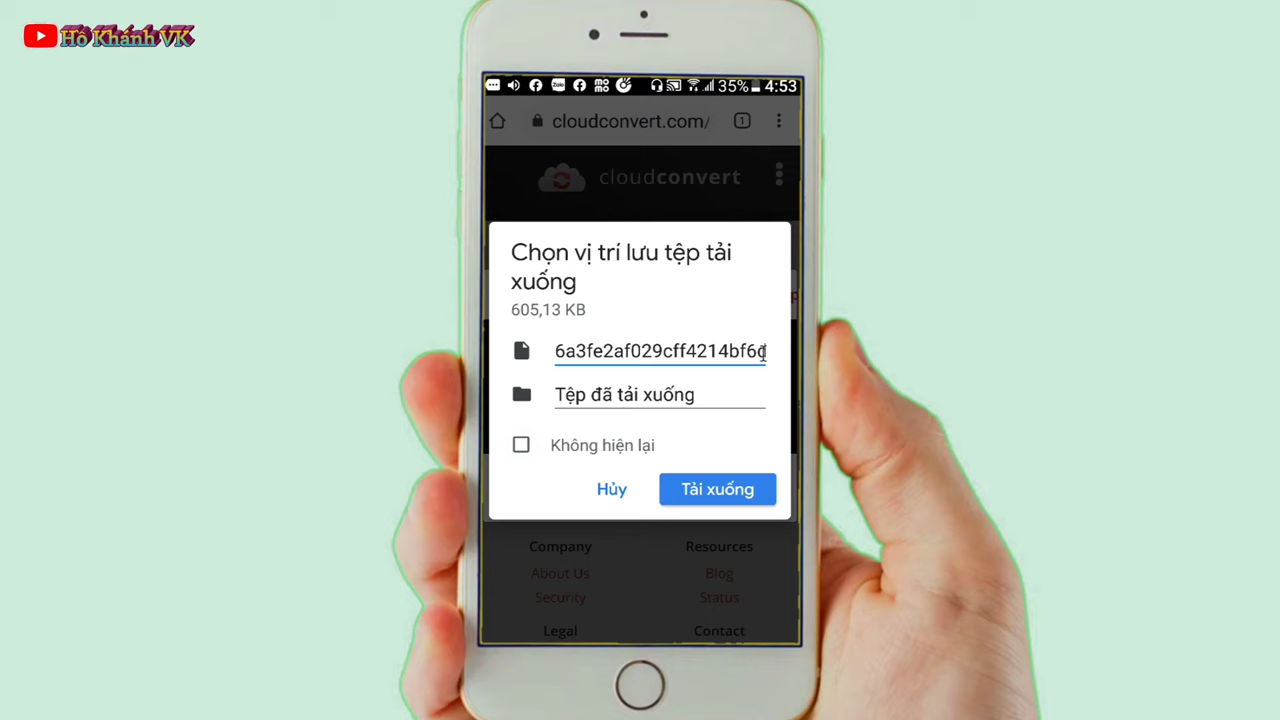 Hồ Khánh VK
35% 4:53
cloudconvert.com/
1
cloudconvert
Chọn vị trí lưu tệp tải
xuống
605,13 KB
6a3fe2af029cff4214bf6
Tệp đã tải xuống
Không hiện lại
Hủy
Tải xuống
Company
Resources
About Us
Blog
Security
Status
Legal
Contact